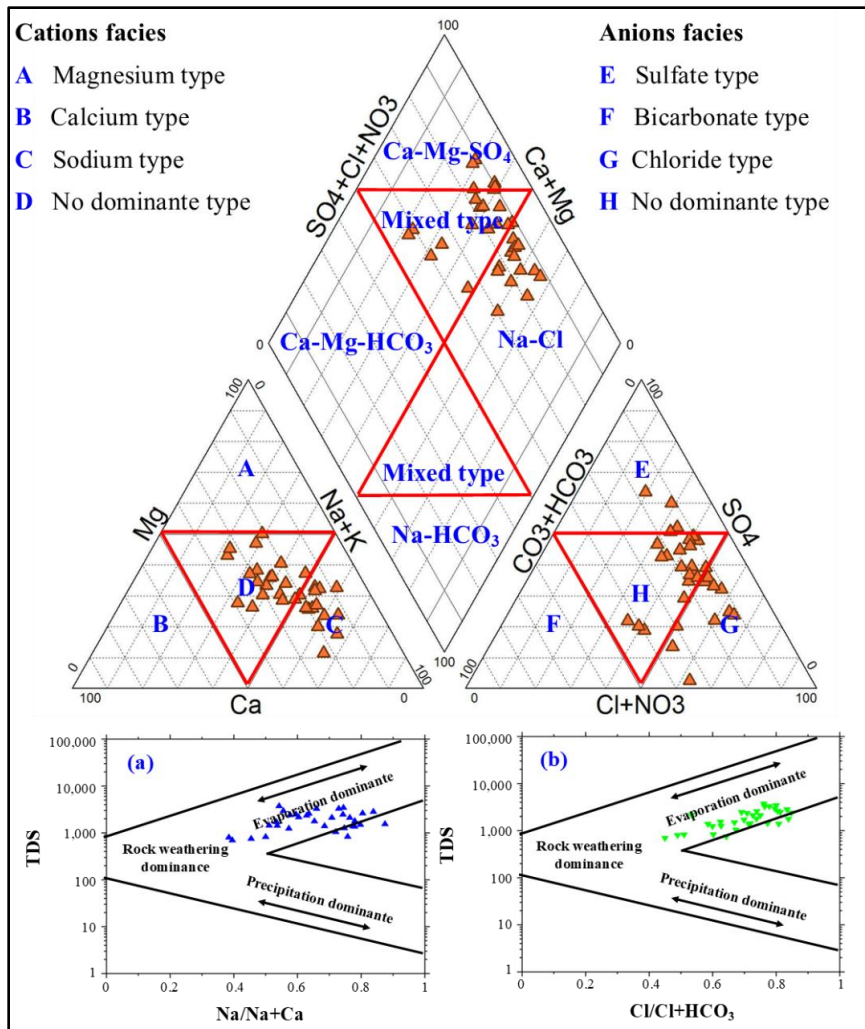 Cations facies
A Magnesium type
B Calcium type
C Sodium type
D No dominante type
Anions facies
E Sulfate type
F Bicarbonate type
G Chloride type
H No dominante type
100
SO4+Cl+NO3
Ca+Mg
Ca-Mg-SO₄
Mixed type
0
Ca-Mg-HCO₃
Na-Cl
0
Mixed type
Na-HCO₃
100
100
0
Mg
Na+K
A
B
D
C
0
100
100
Ca
0
0
100
CO3+HCO3
SO4
E
F
H
G
100
0
0
Cl+NO3
100
100,000
10,000
1,000
100
10
1
TDS
(a)
Evaporation dominante
Rock weathering
dominance
Precipitation dominante
0
0.2
0.4
0.6
0.8
1
Na/Na+Ca
100,000
10,000
1,000
100
10
1
TDS
(b)
Evaporation dominante
Rock weathering
dominance
Precipitation dominante
0
0.2
0.4
0.6
0.8
1
Cl/Cl+HCO₃